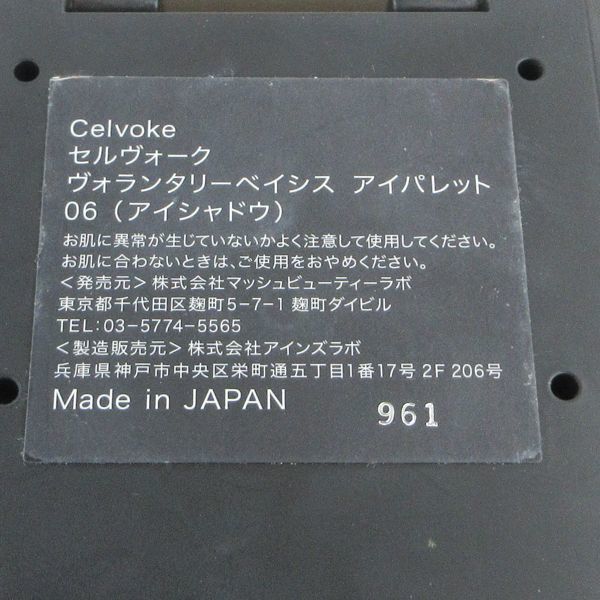 Celvoke
セルヴォーク
ヴォランタリーベイシス アイパレット
06（アイシャドウ）
お肌に異常が生じていないかよく注意して使用してください。
お肌に合わないときは、ご使用をおやめください。
＜発売元＞株式会社マッシュビューティーラボ
東京都千代田区麹町5-7-1 麹町ダイビル
TEL:03-5774-5565
＜製造販売元＞株式会社アインズラボ
兵庫県神戸市中央区栄町通五丁目1番17号 2F 206号
Made in JAPAN
961